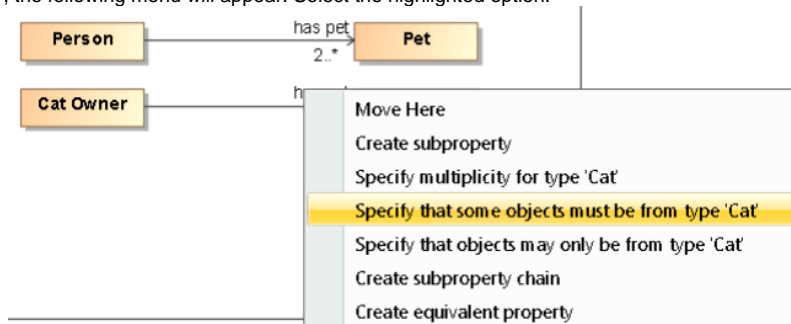 , the following menu will appear. Select the highlighted option.
has pet
Person
Pet
2..*
Cat Owner
h
Move Here
Create subproperty
Specify multiplicity for type 'Cat'
Specify that some objects must be from type 'Cat'
Specify that objects may only be from type 'Cat'
Create subproperty chain
Create equivalent property